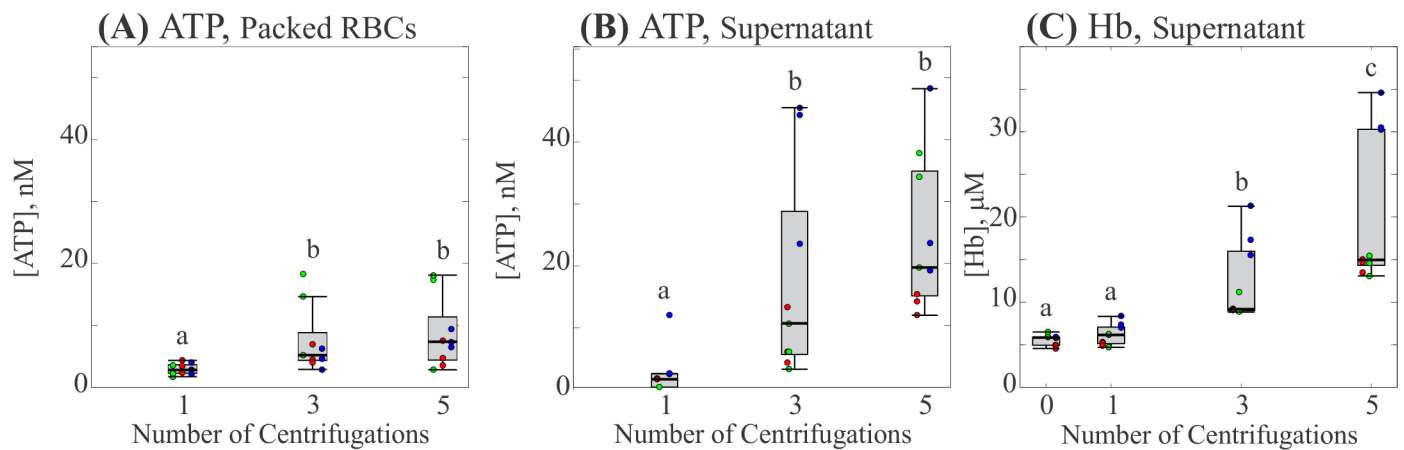 (A) ATP, Packed RBCs
[ATP], nM
40
20
0
a
b
b
1
3
5
Number of Centrifugations
(B) ATP, Supernatant
[ATP], nM
40
20
0
a
b
b
1
3
5
Number of Centrifugations
(C) Hb, Supernatant
[Hb], μM
30
20
10
0
a
a
b
c
0
1
3
5
Number of Centrifugations